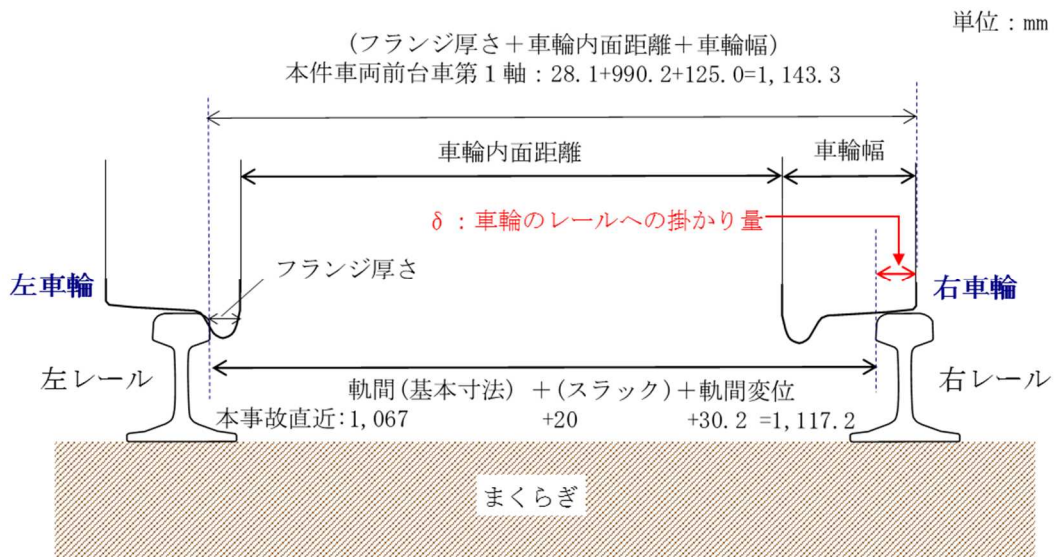 単位：mm
(フランジ厚さ＋車輪内面距離＋車輪幅)
本件車両前台車第１軸：28.1+990.2+125.0=1,143.3
車輪内面距離
車輪幅
δ：車輪のレールへの掛かり量
フランジ厚さ
左車輪
右車輪
左レール
右レール
軌間(基本寸法) ＋(スラック)＋軌間変位
本事故直近：1,067 +20 +30.2 =1,117.2
まくらぎ